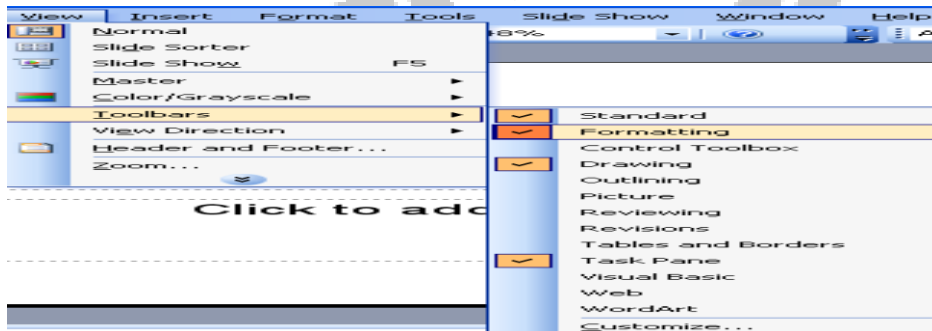 View Insert Format Tools Slide Show Window Help
Normal
48%
Slide Sorter
Slide Show F5
Master
Color/Grayscale
Toolbars
View Direction
Header and Footer...
Zoom...
Click to add
Standard
Formatting
Control Toolbox
Drawing
Outlining
Picture
Reviewing
Revisions
Tables and Borders
Task Pane
Visual Basic
Web
WordArt
Customize...